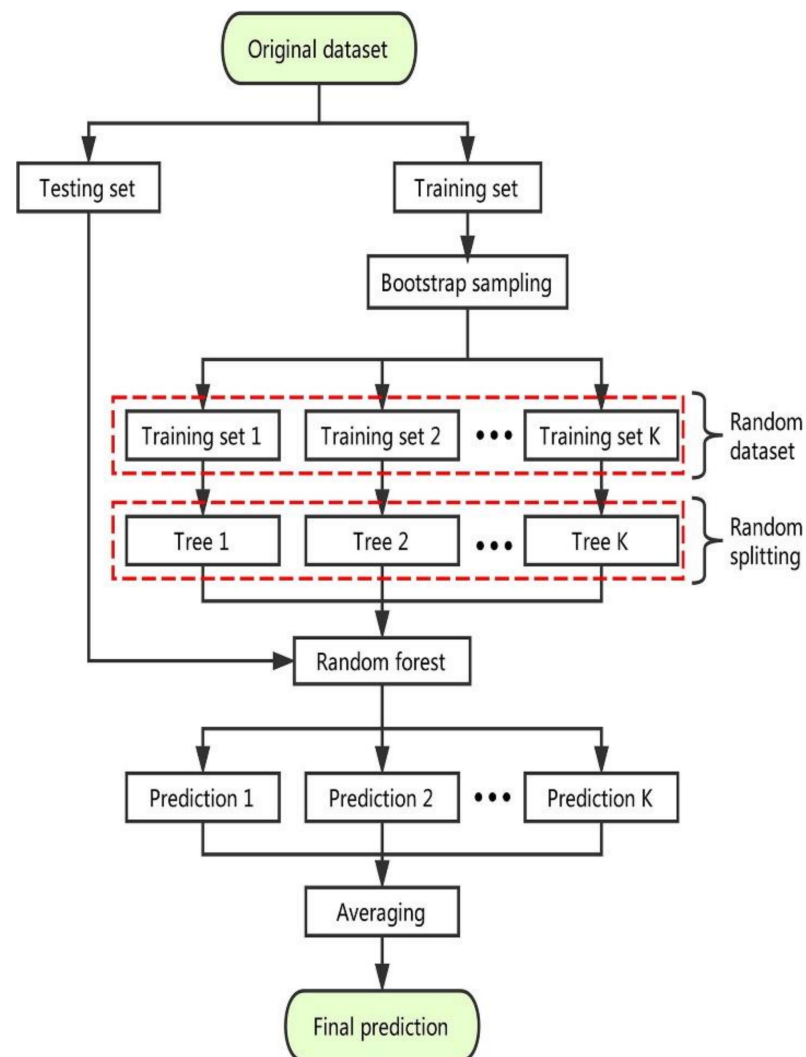 Original dataset
Testing set
Training set
Bootstrap sampling
Training set 1
Training set 2
•••
Training set K
Random
dataset
Tree 1
Tree 2
•••
Tree K
Random
splitting
Random forest
Prediction 1
Prediction 2
•••
Prediction K
Averaging
Final prediction